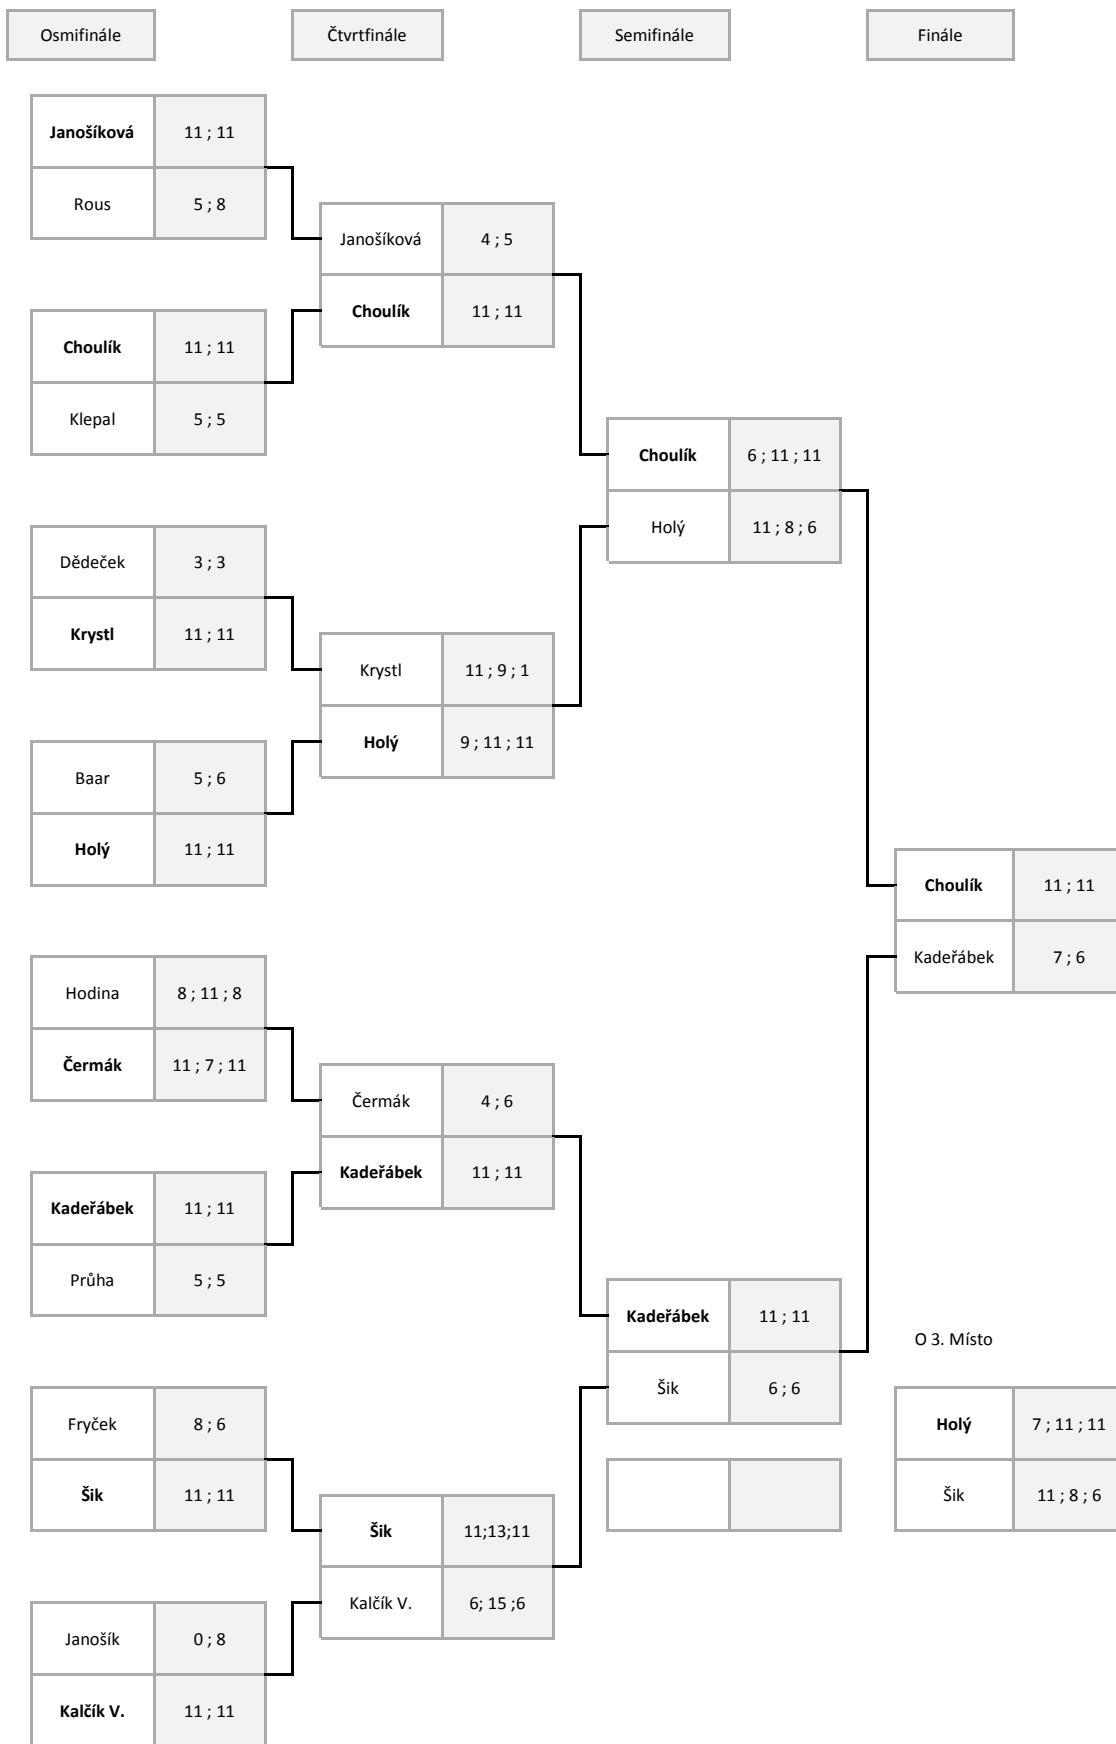 Osmifinále Čtvrtfinále Semifinále Finále
Janošíková 11 ; 11
Rous 5 ; 8
Janošíková 4 ; 5
Choulík 11 ; 11
Choulík 11 ; 11
Klepal 5 ; 5
Choulík 6 ; 11 ; 11
Holý 11 ; 8 ; 6
Dědeček 3 ; 3
Krystl 11 ; 11
Krystl 11 ; 9 ; 1
Holý 9 ; 11 ; 11
Baar 5 ; 6
Holý 11 ; 11
Choulík 11 ; 11
Kadeřábek 7 ; 6
Hodina 8 ; 11 ; 8
Čermák 11 ; 7 ; 11
Čermák 4 ; 6
Kadeřábek 11 ; 11
Kadeřábek 11 ; 11
Průha 5 ; 5
Kadeřábek 11 ; 11
Šik 6 ; 6
O 3. Místo
Fryček 8 ; 6
Šik 11 ; 11
Holý 7 ; 11 ; 11
Šik 11 ; 8 ; 6
Šik 11;13;11
Kalčík V. 6; 15 ;6
Janošík 0 ; 8
Kalčík V. 11 ; 11